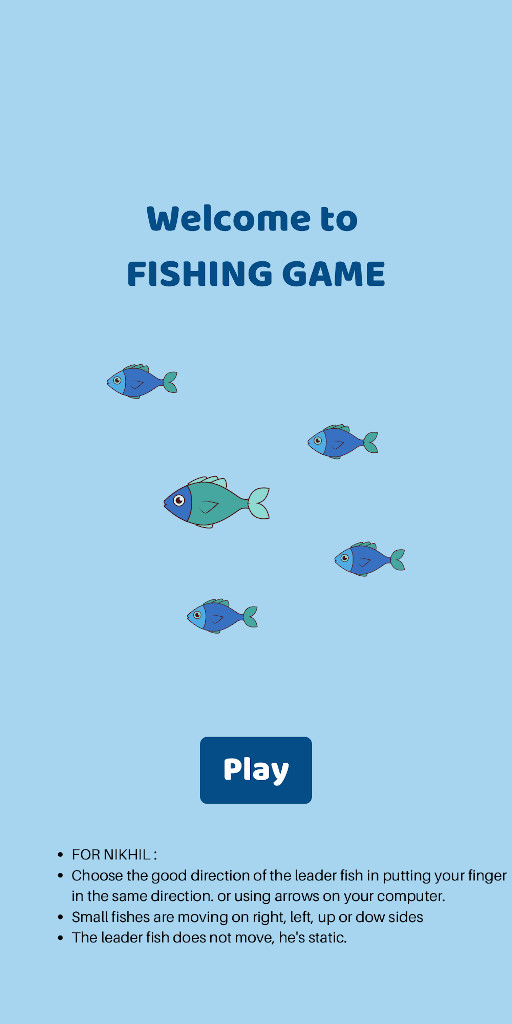 Welcome to
FISHING GAME
Play
• FOR NIKHIL :
• Choose the good direction of the leader fish in putting your finger
in the same direction. or using arrows on your computer.
• Small fishes are moving on right, left, up or dow sides
• The leader fish does not move, he's static.